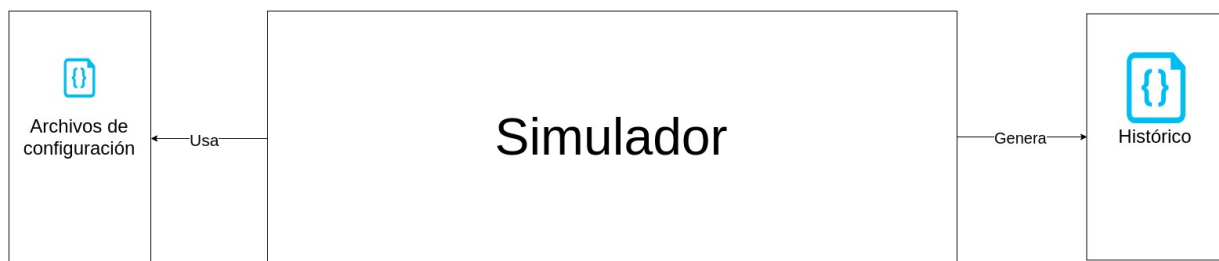 Archivos de
configuración
Usa
Simulador
Genera
Histórico